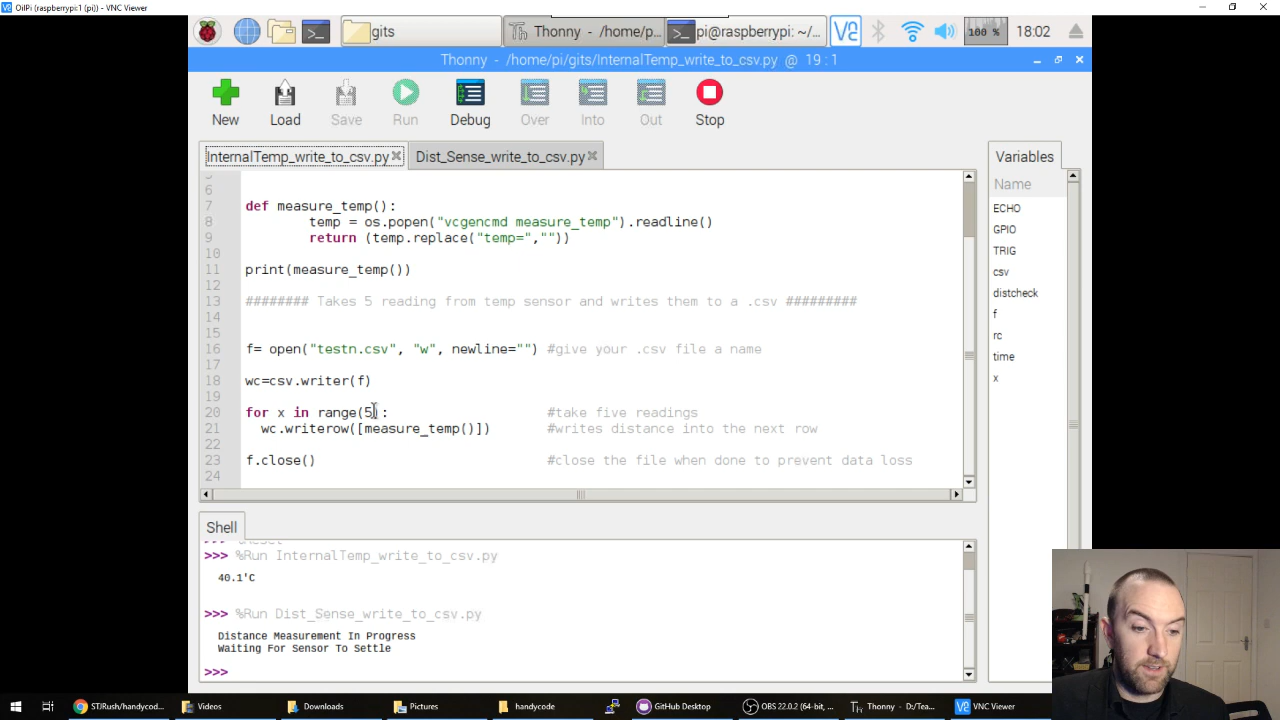 OilPi (raspberrypi:1 (pi)) - VNC Viewer
gits
Thonny - /home/p...
pi@raspberrypi: ~/...
100 %
18:02
Thonny - /home/pi/gits/InternalTemp_write_to_csv.py @ 19 : 1
New
Load
Save
Run
Debug
Over
Into
Out
Stop
InternalTemp_write_to_csv.py
Dist_Sense_write_to_csv.py
Variables
Name
ECHO
GPIO
TRIG
csv
distcheck
f
rc
time
x
6
7 def measure_temp():
8 temp = os.popen("vcgencmd measure_temp").readline()
9 return (temp.replace("temp=",""))
10
11 print(measure_temp())
12
13 ######## Takes 5 reading from temp sensor and writes them to a .csv #########
14
15
16 f= open("testn.csv", "w", newline="") #give your .csv file a name
17
18 wc=csv.writer(f)
19
20 for x in range(5): #take five readings
21 wc.writerow([measure_temp()]) #writes distance into the next row
22
23 f.close() #close the file when done to prevent data loss
24
Shell
>>> %Run InternalTemp_write_to_csv.py
40.1'C
>>> %Run Dist_Sense_write_to_csv.py
Distance Measurement In Progress
Waiting For Sensor To Settle
>>>
STJRush/handycod...
Videos
Downloads
Pictures
handycode
GitHub Desktop
OBS 22.0.2 (64-bit, ...
Thonny - D:/Tea...
VNC Viewer